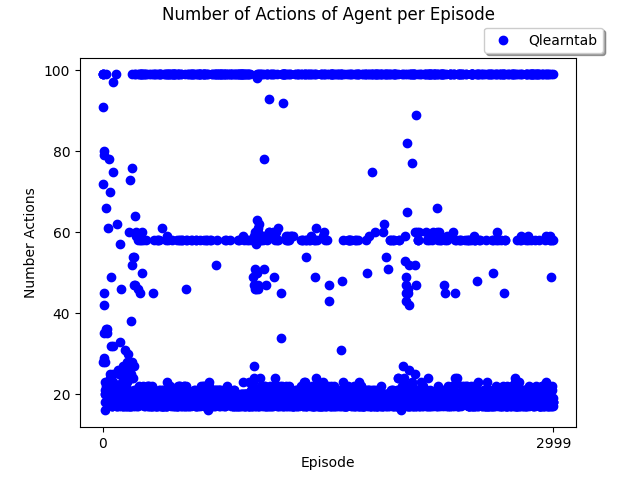 Number of Actions of Agent per Episode
Qlearntab
100
80
60
40
20
Number Actions
0
2999
Episode